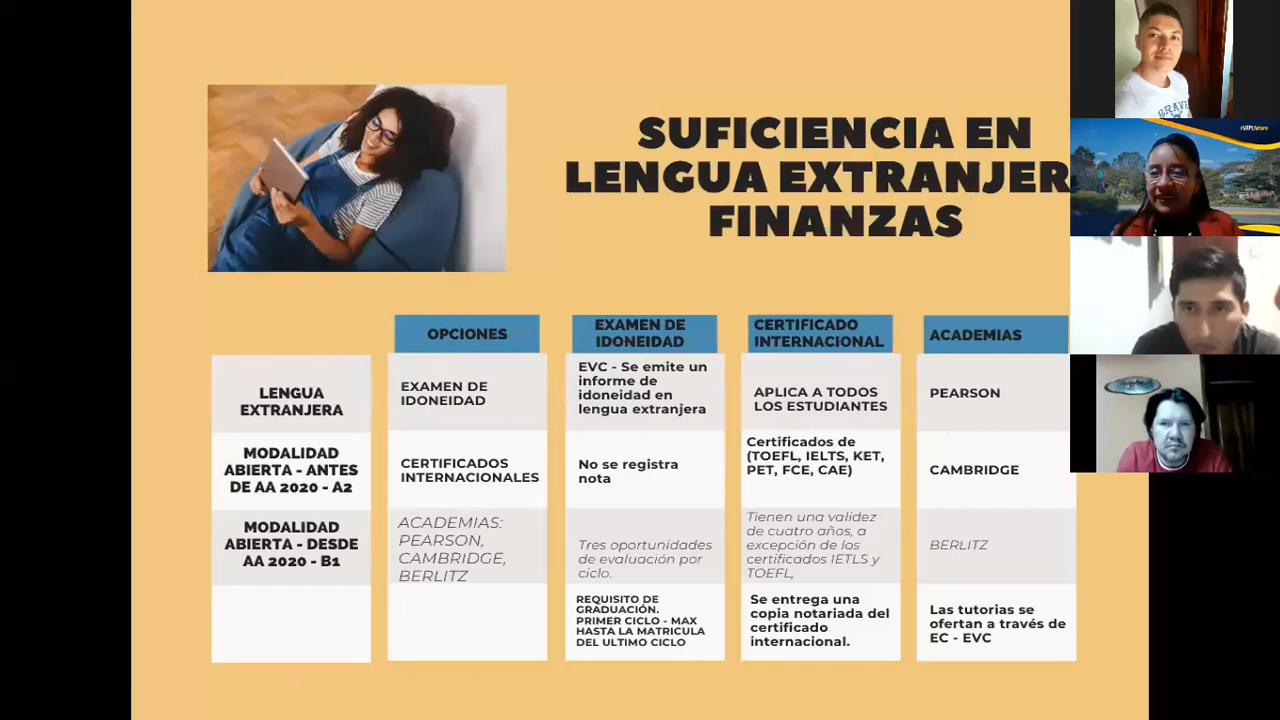 SUFICIENCIA EN
LENGUA EXTRANJER
FINANZAS
OPCIONES
EXAMEN DE
IDONEIDAD
CERTIFICADO
INTERNACIONAL
ACADEMIAS
LENGUA
EXTRANJERA
EXAMEN DE
IDONEIDAD
EVC - Se emite un
informe de
idoneidad en
lengua extranjera
APLICA A TODOS
LOS ESTUDIANTES
PEARSON
MODALIDAD
ABIERTA - ANTES
DE AA 2020 - A2
CERTIFICADOS
INTERNACIONALES
No se registra
nota
Certificados de
(TOEFL, IELTS, KET,
PET, FCE, CAE)
CAMBRIDGE
MODALIDAD
ABIERTA - DESDE
AA 2020 - B1
ACADEMIAS:
PEARSON,
CAMBRIDGE,
BERLITZ
Tres oportunidades
de evaluación por
ciclo.
Tienen una validez
de cuatro años, a
excepción de los
certificados IETLS y
TOEFL,
BERLITZ
REQUISITO DE
GRADUACIÓN.
PRIMER CICLO - MAX
HASTA LA MATRICULA
DEL ULTIMO CICLO
Se entrega una
copia notariada del
certificado
internacional.
Las tutorias se
ofertan a través de
EC - EVC
BRAVE
#UTPLfuturo